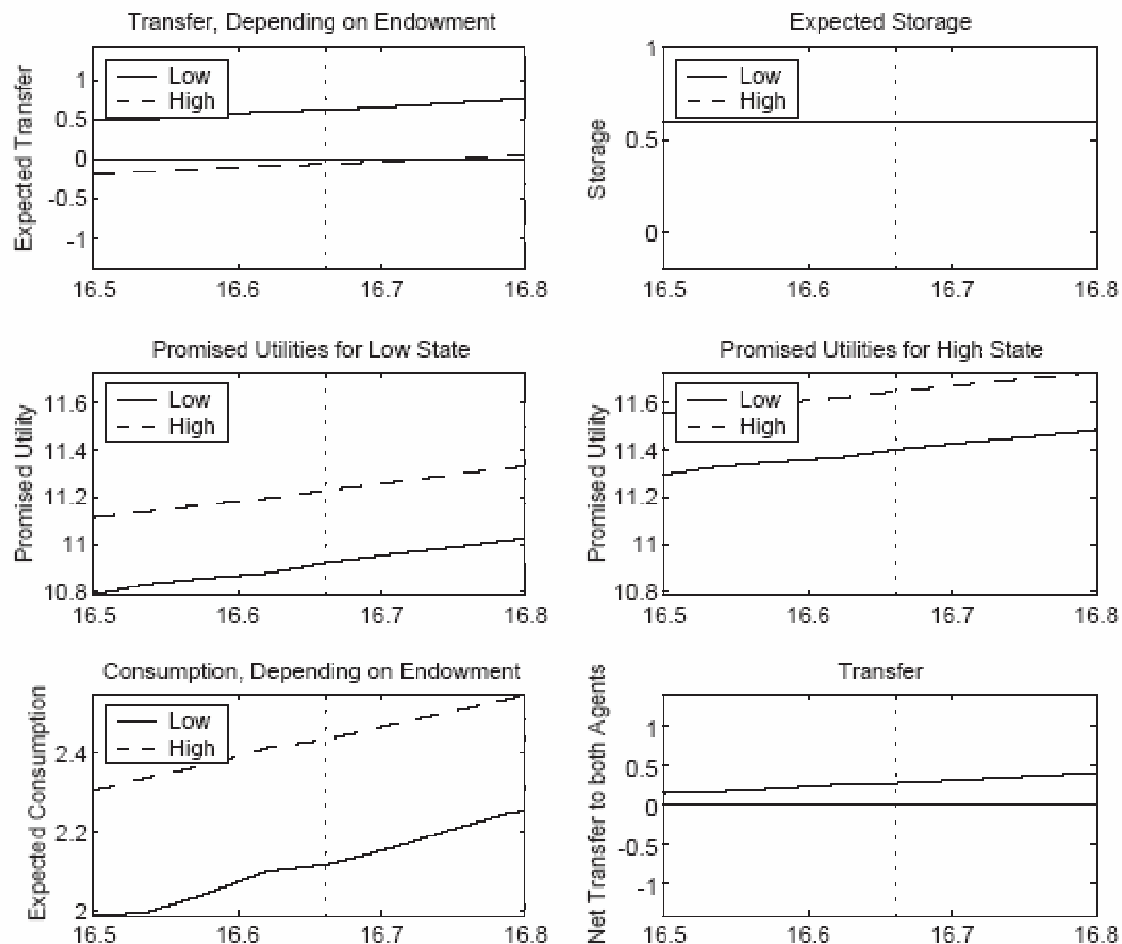 Transfer, Depending on Endowment
Expected Transfer
1
0.5
0
-0.5
-1
Low
High
16.5 16.6 16.7 16.8
Expected Storage
Storage
1
0.5
0
Low
High
16.5 16.6 16.7 16.8
Promised Utilities for Low State
Promised Utility
11.6
11.4
11.2
11
10.8
Low
High
16.5 16.6 16.7 16.8
Promised Utilities for High State
Promised Utility
11.6
11.4
11.2
11
10.8
Low
High
16.5 16.6 16.7 16.8
Consumption, Depending on Endowment
Expected Consumption
2.4
2.2
2
Low
High
16.5 16.6 16.7 16.8
Transfer
Net Transfer to both Agents
1
0.5
0
-0.5
-1
16.5 16.6 16.7 16.8